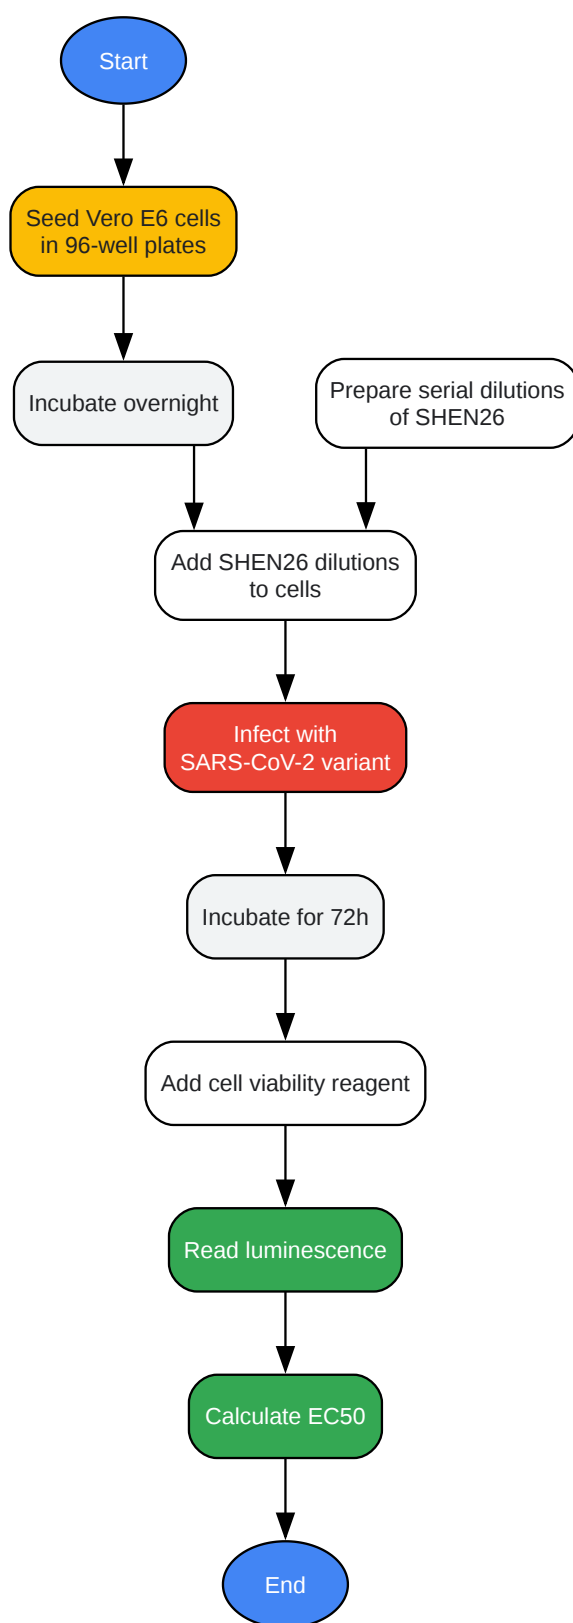 Start
Seed Vero E6 cells
in 96-well plates
Incubate overnight
Prepare serial dilutions
of SHEN26
Add SHEN26 dilutions
to cells
Infect with
SARS-CoV-2 variant
Incubate for 72h
Add cell viability reagent
Read luminescence
Calculate EC50
End